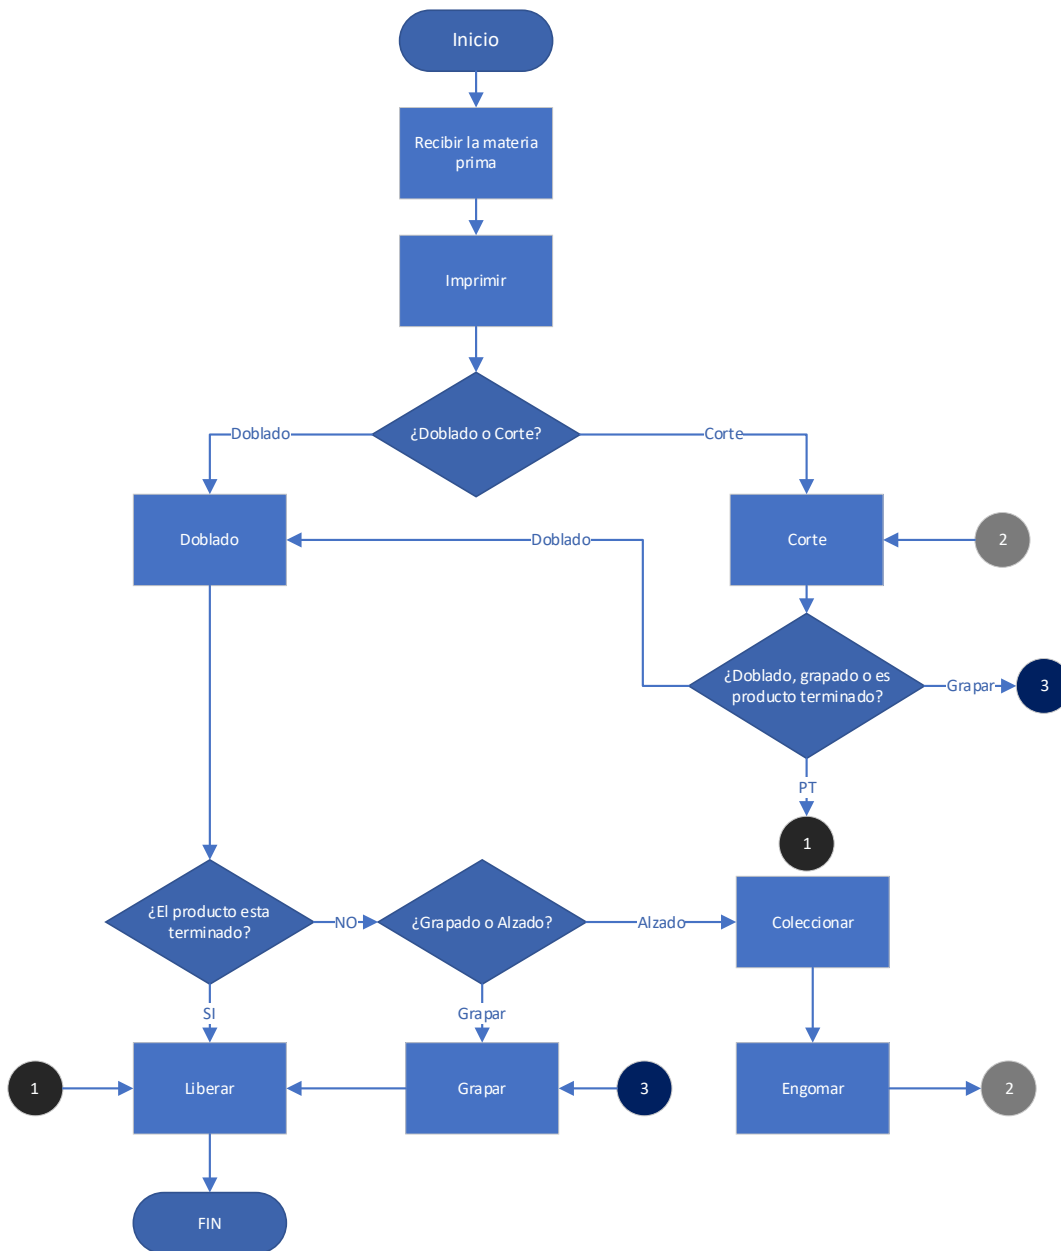 Inicio
Recibir la materia
prima
Imprimir
¿Doblado o Corte?
Doblado
Corte
Doblado
Doblado
Corte
2
¿Doblado, grapado o es
producto terminado?
Grapar
3
PT
1
¿El producto esta
terminado?
NO
¿Grapado o Alzado?
Alzado
Coleccionar
SI
Grapar
1
Liberar
Grapar
3
Engomar
2
FIN